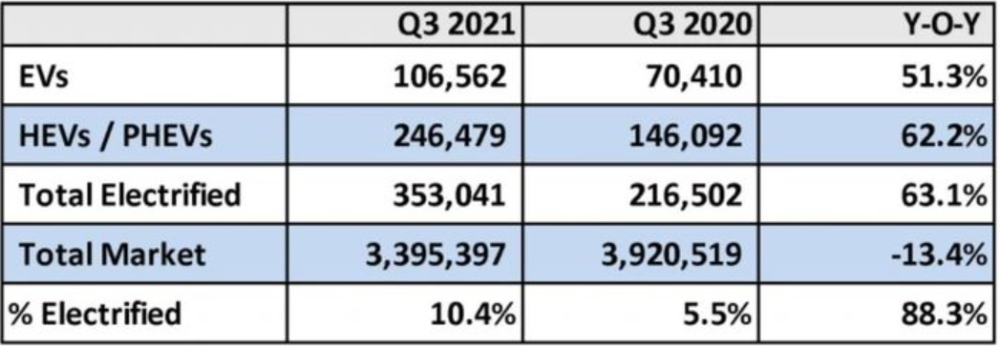 Q3 2021 Q3 2020 Y-O-Y
EVs 106,562 70,410 51.3%
HEVs / PHEVs 246,479 146,092 62.2%
Total Electrified 353,041 216,502 63.1%
Total Market 3,395,397 3,920,519 -13.4%
% Electrified 10.4% 5.5% 88.3%